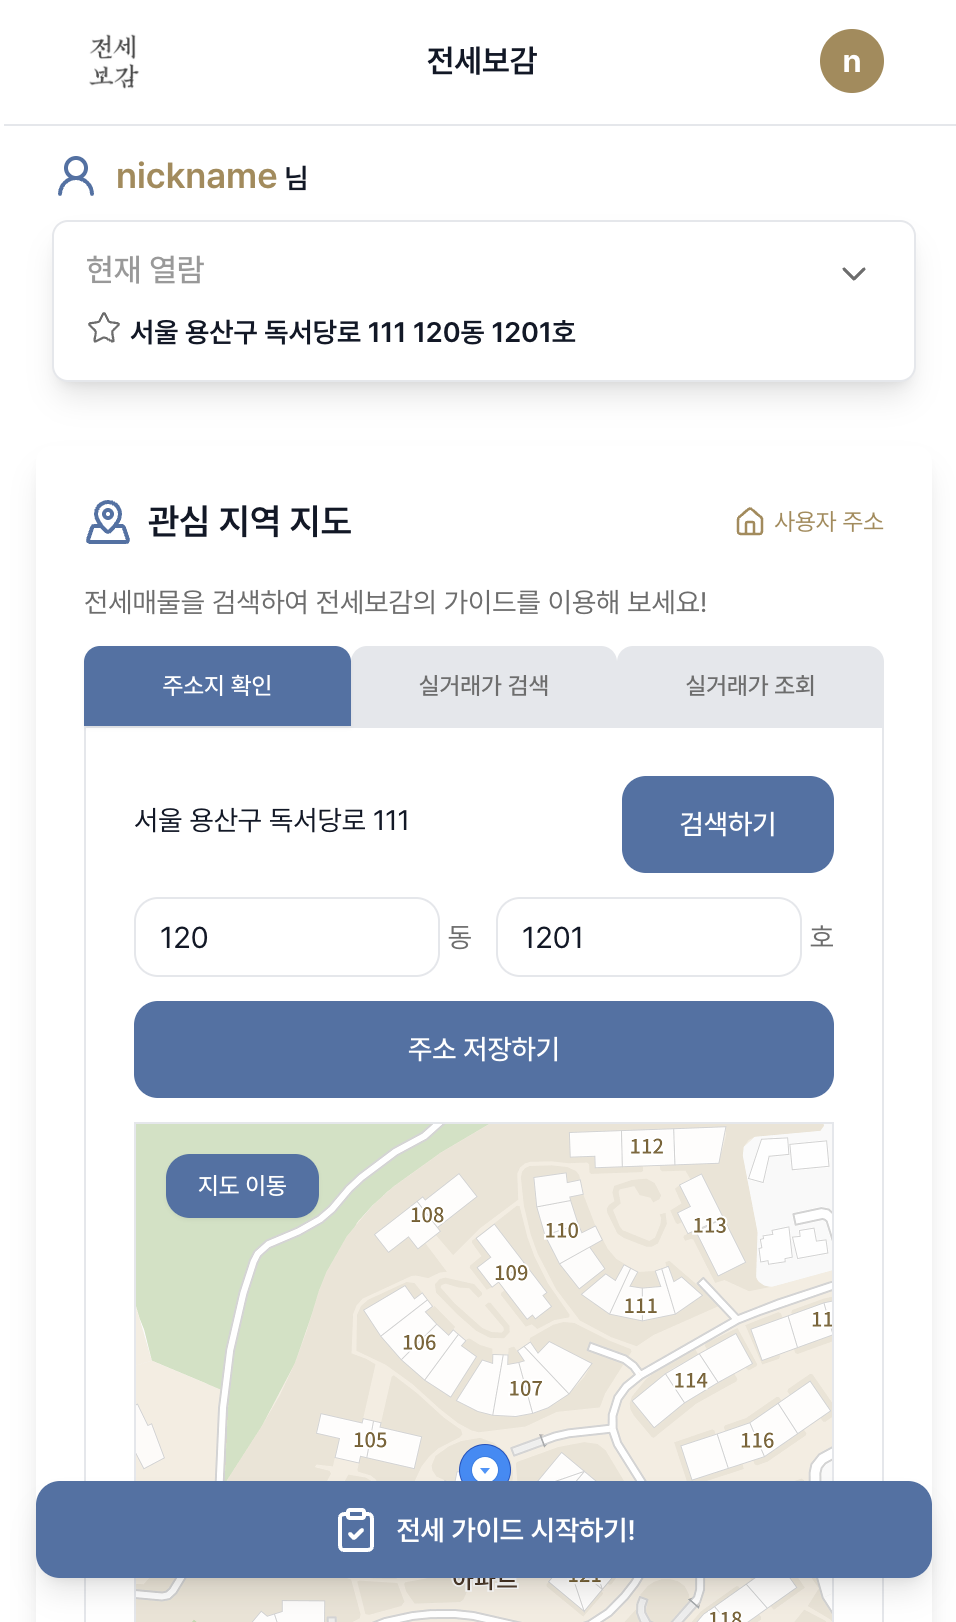 전세
보감
전세보감
n
nickname 님
현재 열람
서울 용산구 독서당로 111 120동 1201호
관심 지역 지도
사용자 주소
전세매물을 검색하여 전세보감의 가이드를 이용해 보세요!
주소지 확인
실거래가 검색
실거래가 조회
서울 용산구 독서당로 111
검색하기
120 동
1201 호
주소 저장하기
지도 이동
112
108
110
113
109
111
11
106
114
107
105
116
전세 가이드 시작하기!
아파트
121
118